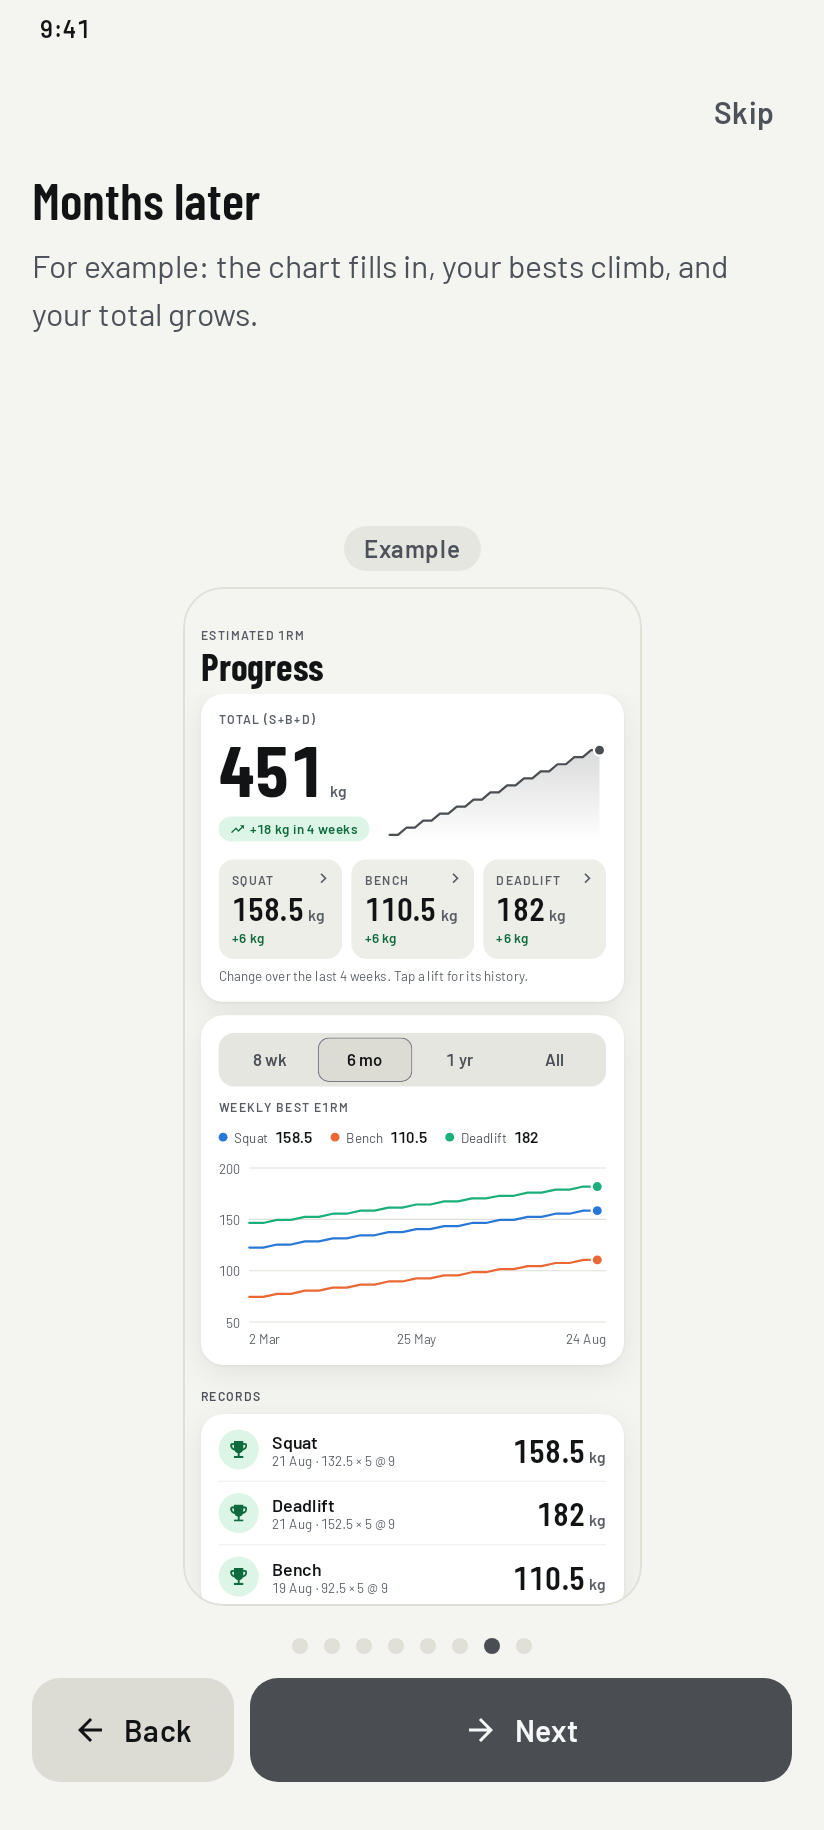 9:41
Skip
Months later
For example: the chart fills in, your bests climb, and
your total grows.
Example
ESTIMATED 1RM
Progress
TOTAL (S+B+D)
451 kg
+18 kg in 4 weeks
SQUAT
158.5 kg
+6 kg
BENCH
110.5 kg
+6 kg
DEADLIFT
182 kg
+6 kg
Change over the last 4 weeks. Tap a lift for its history.
8 wk 6 mo 1 yr All
WEEKLY BEST E1RM
Squat 158.5 Bench 110.5 Deadlift 182
200
150
100
50
2 Mar 25 May 24 Aug
RECORDS
Squat
21 Aug · 132.5 × 5 @ 9
158.5 kg
Deadlift
21 Aug · 152.5 × 5 @ 9
182 kg
Bench
19 Aug · 92.5 × 5 @ 9
110.5 kg
Back
Next